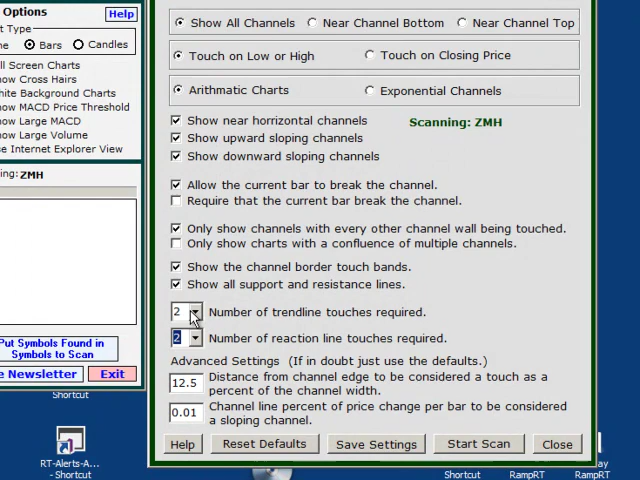 Options Help
t Type
ne Bars Candles
ll Screen Charts
ow Cross Hairs
hite Background Charts
ow MACD Price Threshold
ow Large MACD
ow Large Volume
se Internet Explorer View
ng: ZMH
Put Symbols Found in
Symbols to Scan
e Newsletter Exit
Shortcut
RT-Alerts-A...
- Shortcut
Show All Channels Near Channel Bottom Near Channel Top
Touch on Low or High Touch on Closing Price
Arithmatic Charts Exponential Channels
Show near horrizontal channels Scanning: ZMH
Show upward sloping channels
Show downward sloping channels
Allow the current bar to break the channel.
Require that the current bar break the channel.
Only show channels with every other channel wall being touched.
Only show charts with a confluence of multiple channels.
Show the channel border touch bands.
Show all support and resistance lines.
2 Number of trendline touches required.
2 Number of reaction line touches required.
Advanced Settings (If in doubt just use the defaults.)
12.5 Distance from channel edge to be considered a touch as a
percent of the channel width.
0.01 Channel line percent of price change per bar to be considered
a sloping channel.
Help Reset Defaults Save Settings Start Scan Close
Shortcut RampRT RampRT